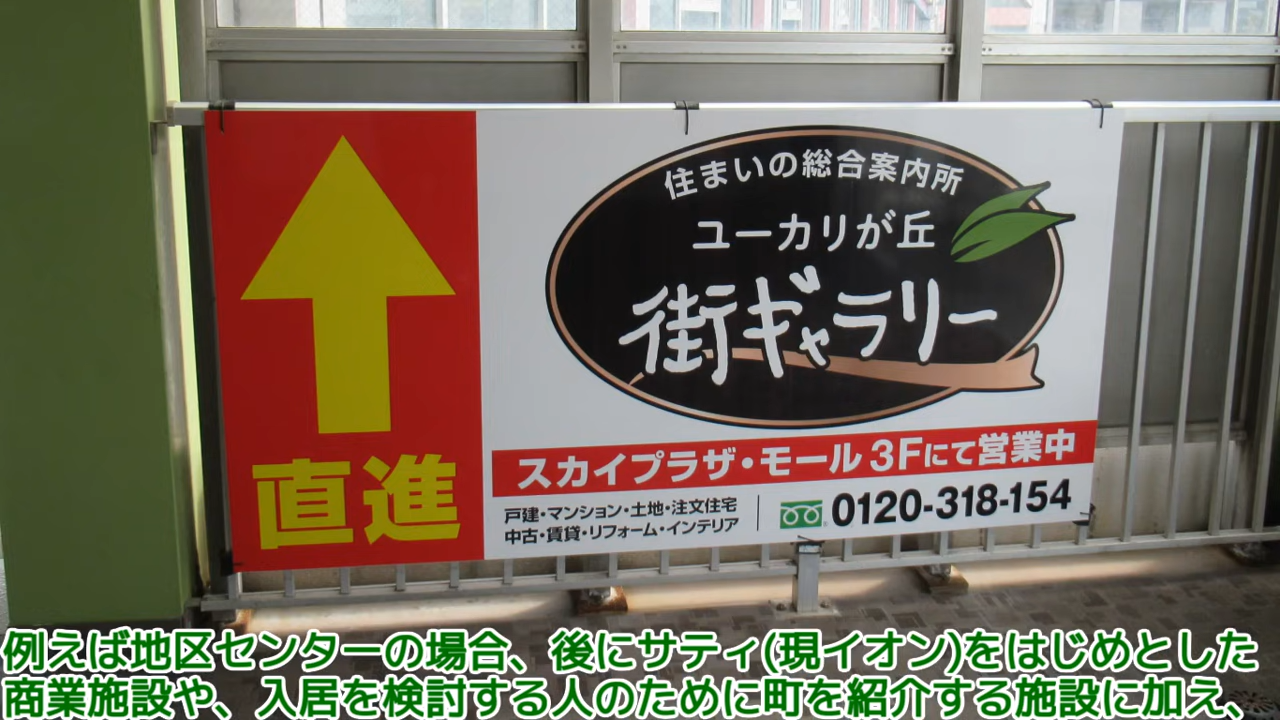 直進
住まいの総合案内所
ユーカリが丘
街ギャラリー
スカイプラザ・モール 3Fにて営業中
戸建・マンション・土地・注文住宅
中古・賃貸・リフォーム・インテリア
0120-318-154
例えば地区センターの場合、後にサティ(現イオン)をはじめとした
商業施設や、入居を検討する人のために町を紹介する施設に加え、